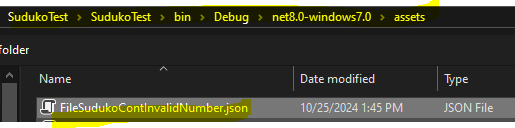 SudukoTest > SudukoTest > bin > Debug > net8.0-windows7.0 > assets
folder
Name Date modified Type
FileSudukoContInvalidNumber.json 10/25/2024 1:45 PM JSON File